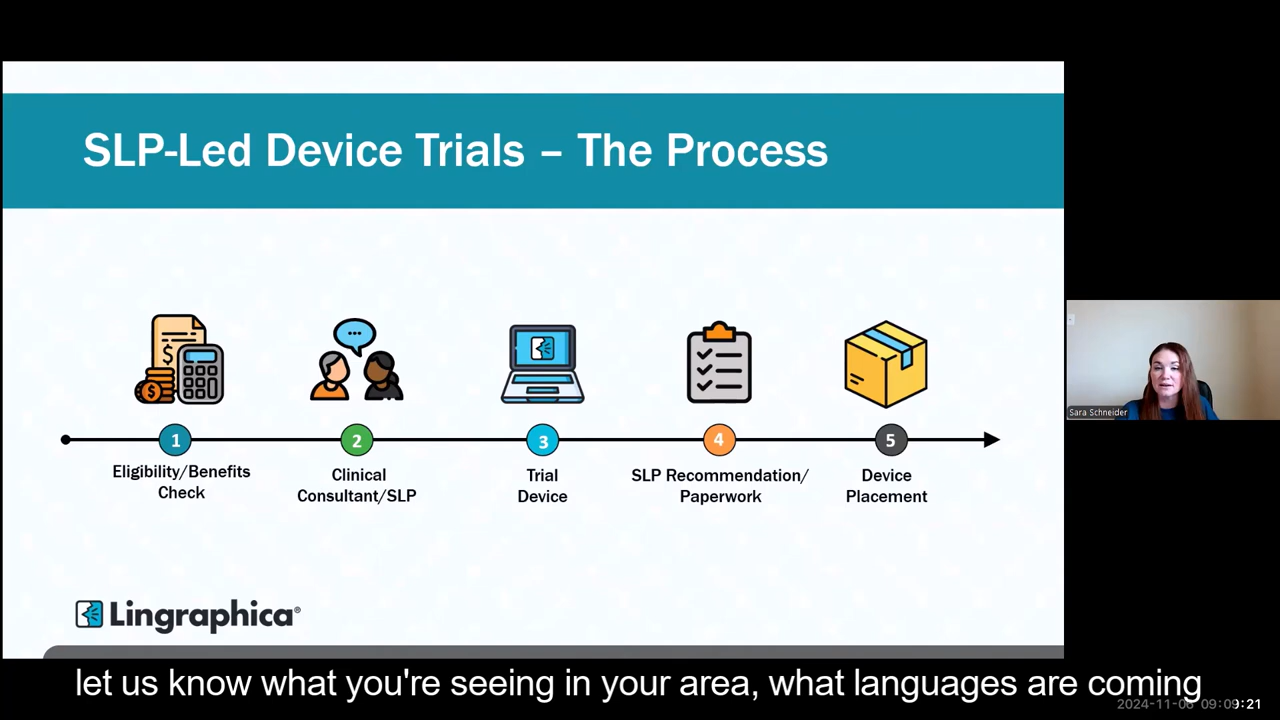 SLP-Led Device Trials – The Process
$
1
2
3
4
5
Eligibility/Benefits
Check
Clinical
Consultant/SLP
Trial
Device
SLP Recommendation/
Paperwork
Device
Placement
Sara Schneider
Lingraphica®
let us know what you're seeing in your area, what languages are coming